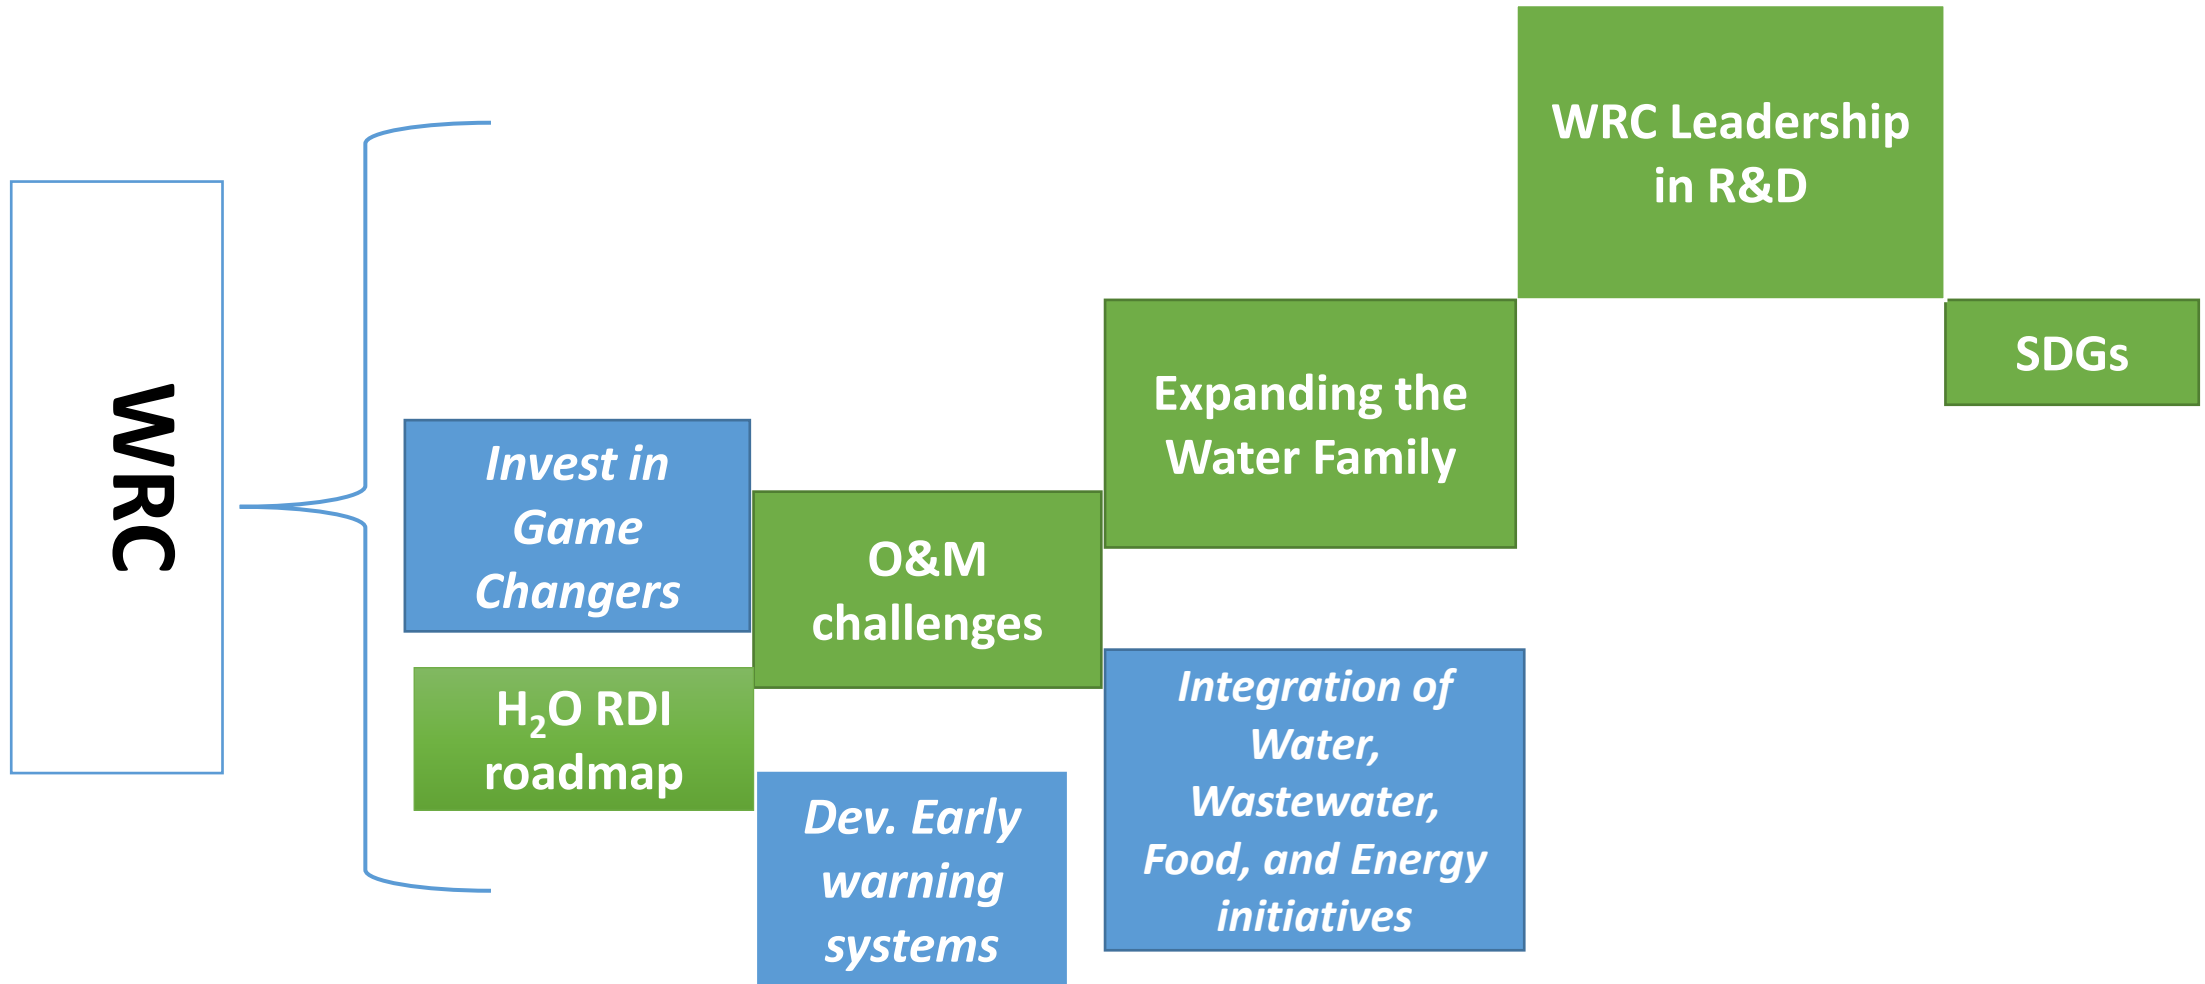 WRC
WRC Leadership
in R&D
SDGs
Expanding the
Water Family
Invest in
Game
Changers
O&M
challenges
H₂O RDI
roadmap
Integration of
Water,
Wastewater,
Food, and Energy
initiatives
Dev. Early
warning
systems